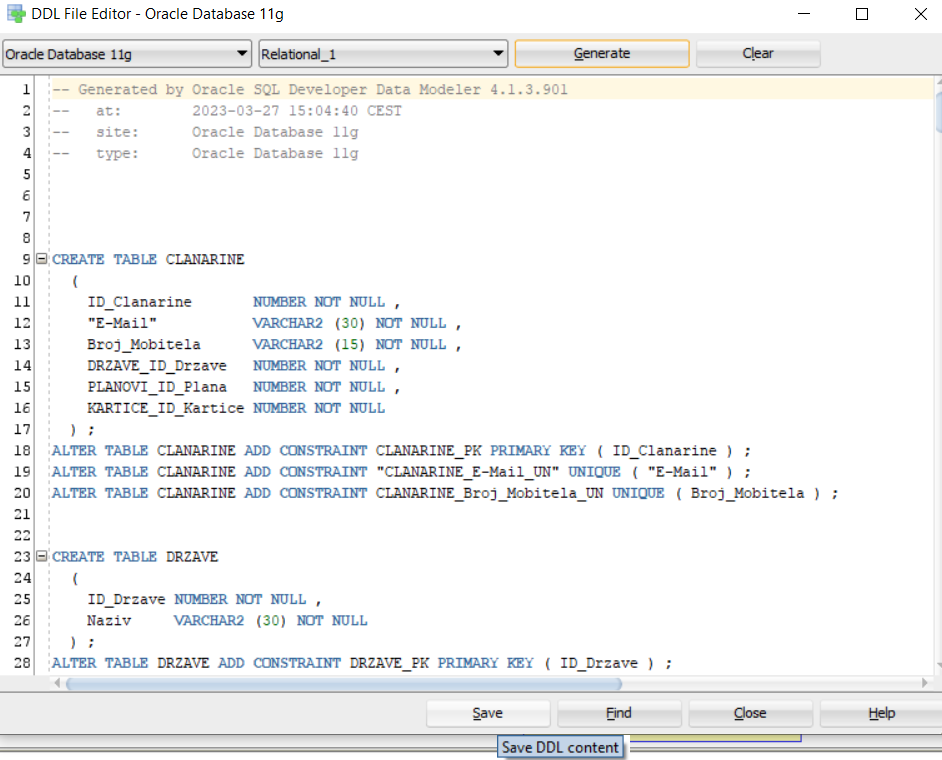 DDL File Editor - Oracle Database 11g
Oracle Database 11g Relational_1 Generate Clear
1 -- Generated by Oracle SQL Developer Data Modeler 4.1.3.901
2 --   at:        2023-03-27 15:04:40 CEST
3 --   site:      Oracle Database 11g
4 --   type:      Oracle Database 11g
5
6
7
8
9 CREATE TABLE CLANARINE
10   (
11     ID_Clanarine       NUMBER NOT NULL ,
12     "E-Mail"           VARCHAR2 (30) NOT NULL ,
13     Broj_Mobitela      VARCHAR2 (15) NOT NULL ,
14     DRZAVE_ID_Drzave   NUMBER NOT NULL ,
15     PLANOVI_ID_Plana   NUMBER NOT NULL ,
16     KARTICE_ID_Kartice NUMBER NOT NULL
17   ) ;
18 ALTER TABLE CLANARINE ADD CONSTRAINT CLANARINE_PK PRIMARY KEY ( ID_Clanarine ) ;
19 ALTER TABLE CLANARINE ADD CONSTRAINT "CLANARINE_E-Mail_UN" UNIQUE ( "E-Mail" ) ;
20 ALTER TABLE CLANARINE ADD CONSTRAINT CLANARINE_Broj_Mobitela_UN UNIQUE ( Broj_Mobitela ) ;
21
22
23 CREATE TABLE DRZAVE
24   (
25     ID_Drzave NUMBER NOT NULL ,
26     Naziv     VARCHAR2 (30) NOT NULL
27   ) ;
28 ALTER TABLE DRZAVE ADD CONSTRAINT DRZAVE_PK PRIMARY KEY ( ID_Drzave ) ;
Save Find Close Help
Save DDL content